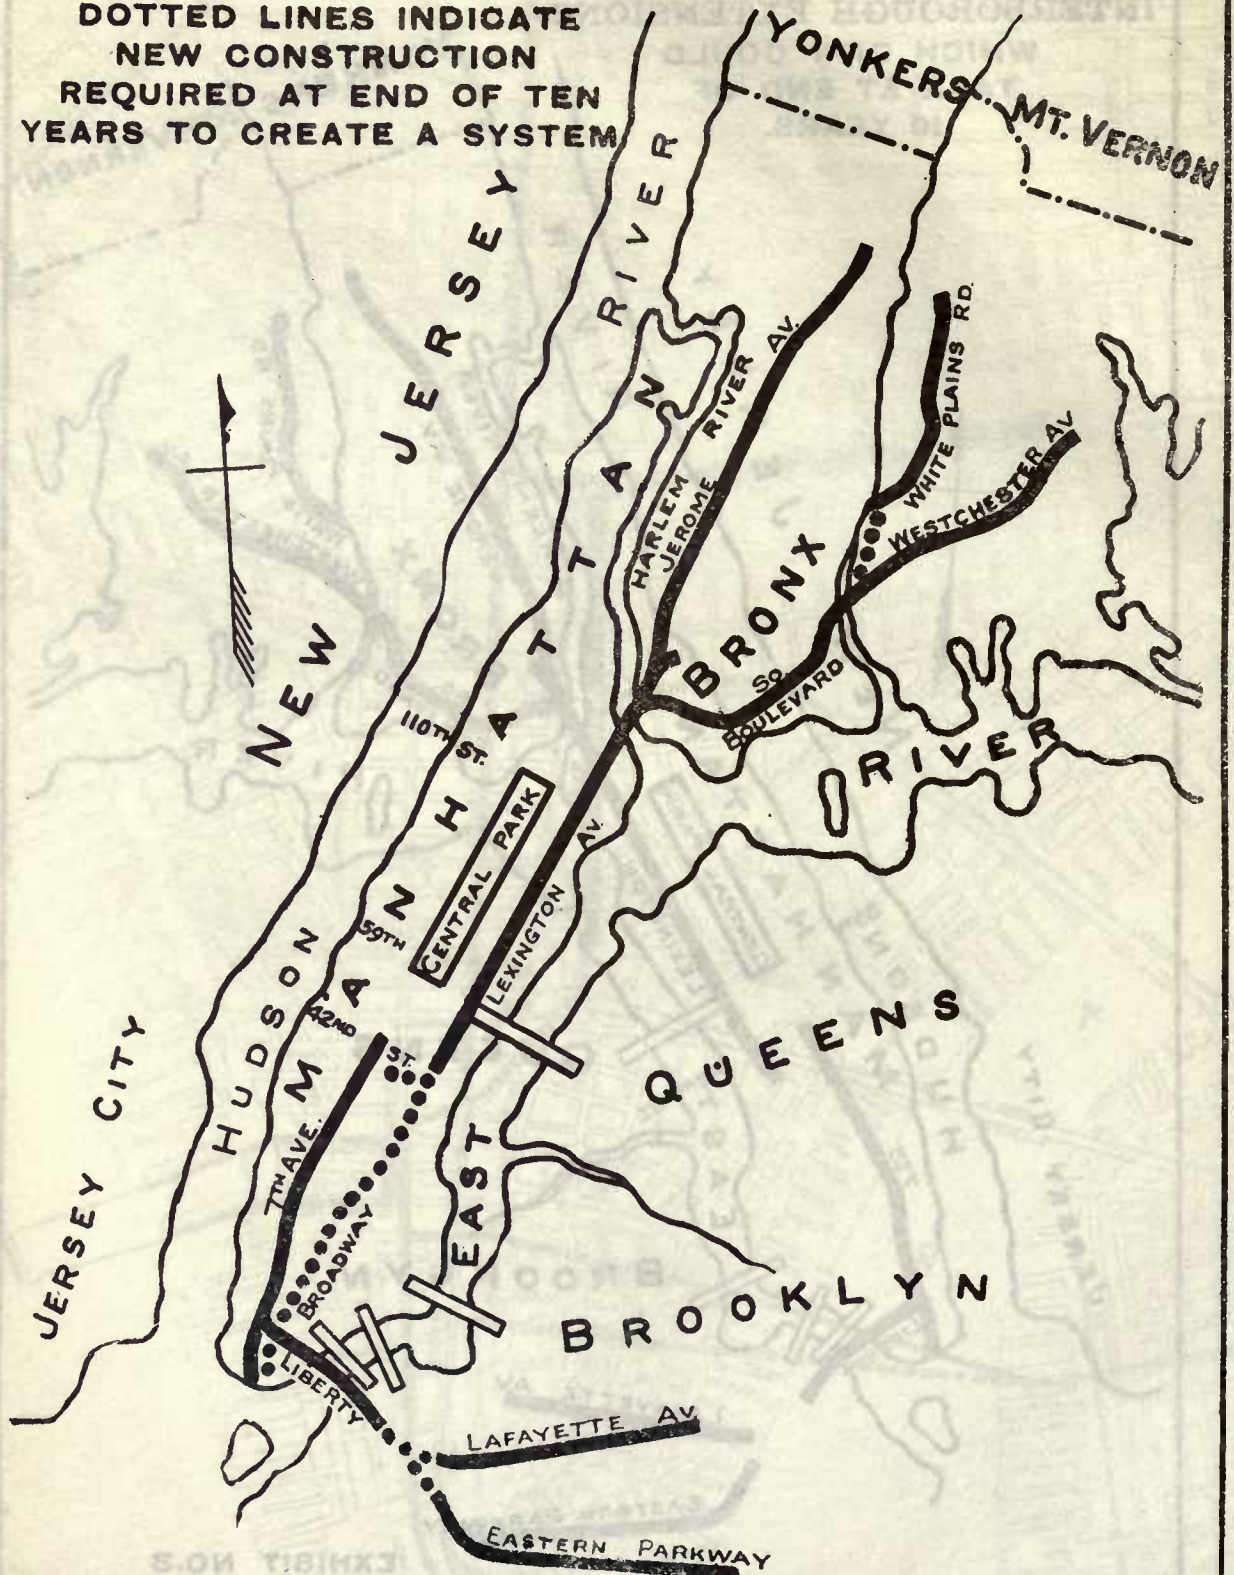 DOTTED LINES INDICATE
NEW CONSTRUCTION
REQUIRED AT END OF TEN
YEARS TO CREATE A SYSTEM
YONKERS
MT. VERNON
NEW JERSEY
HUDSON RIVER
MANHATTAN
HARLEM RIVER
JEROME AV.
WHITE PLAINS RD.
WESTCHESTER AV
BRONX
SO.
BOULEVARD
110TH ST.
CENTRAL PARK
59TH
LEXINGTON AV.
42ND ST.
EAST RIVER
QUEENS
JERSEY CITY
7TH AVE.
BROADWAY
LIBERTY
BROOKLYN
LAFAYETTE AV
EASTERN PARKWAY